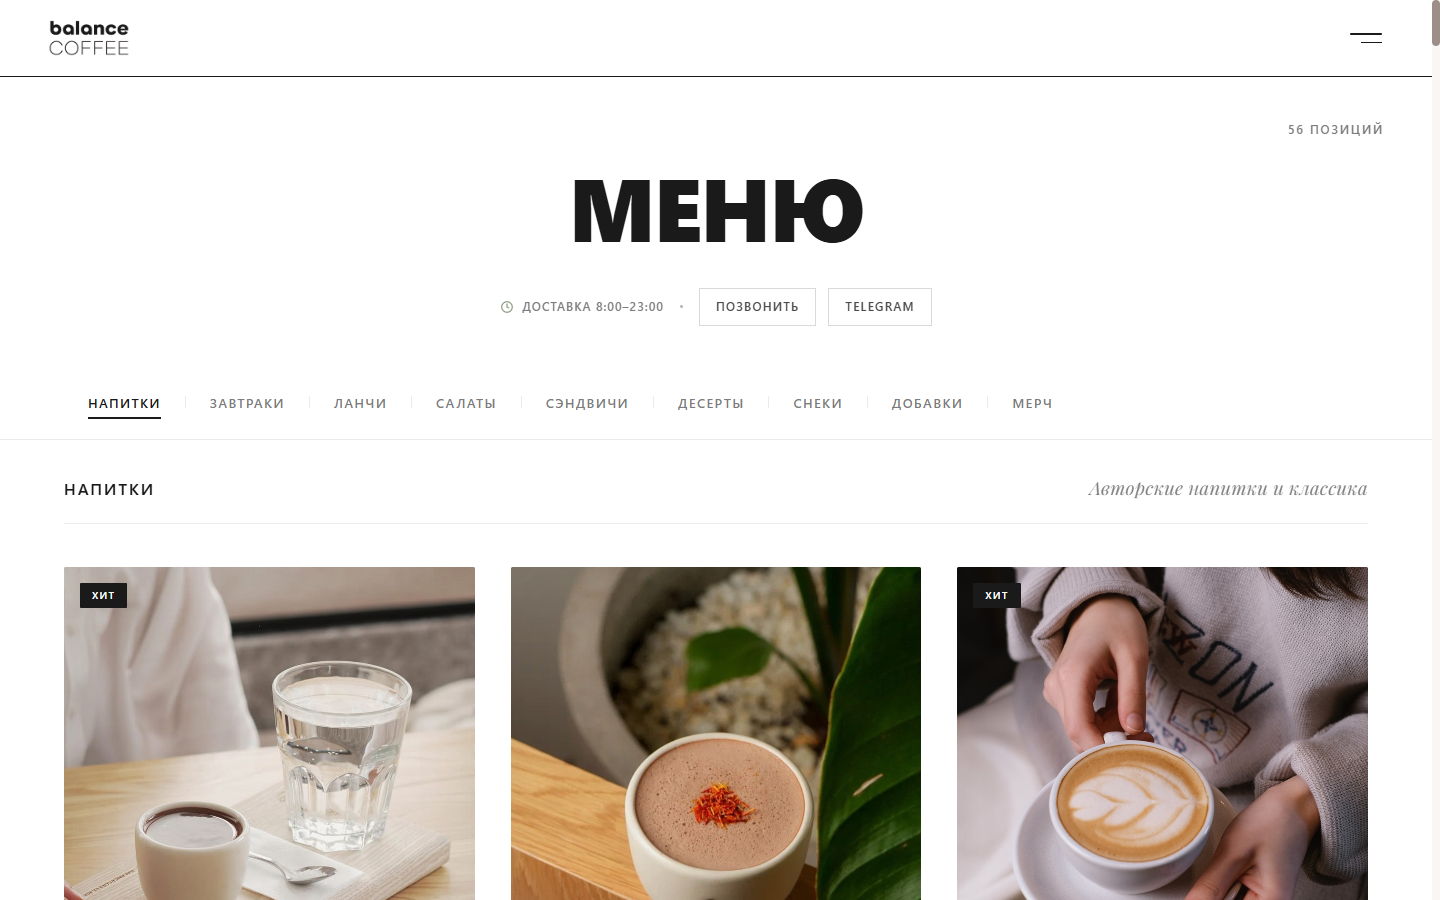 balance
COFFEE
56 ПОЗИЦИЙ
МЕНЮ
ДОСТАВКА 8:00–23:00 • ПОЗВОНИТЬ TELEGRAM
НАПИТКИ ЗАВТРАКИ ЛАНЧИ САЛАТЫ СЭНДВИЧИ ДЕСЕРТЫ СНЕКИ ДОБАВКИ МЕРЧ
НАПИТКИ Авторские напитки и классика
ХИТ ХИТ